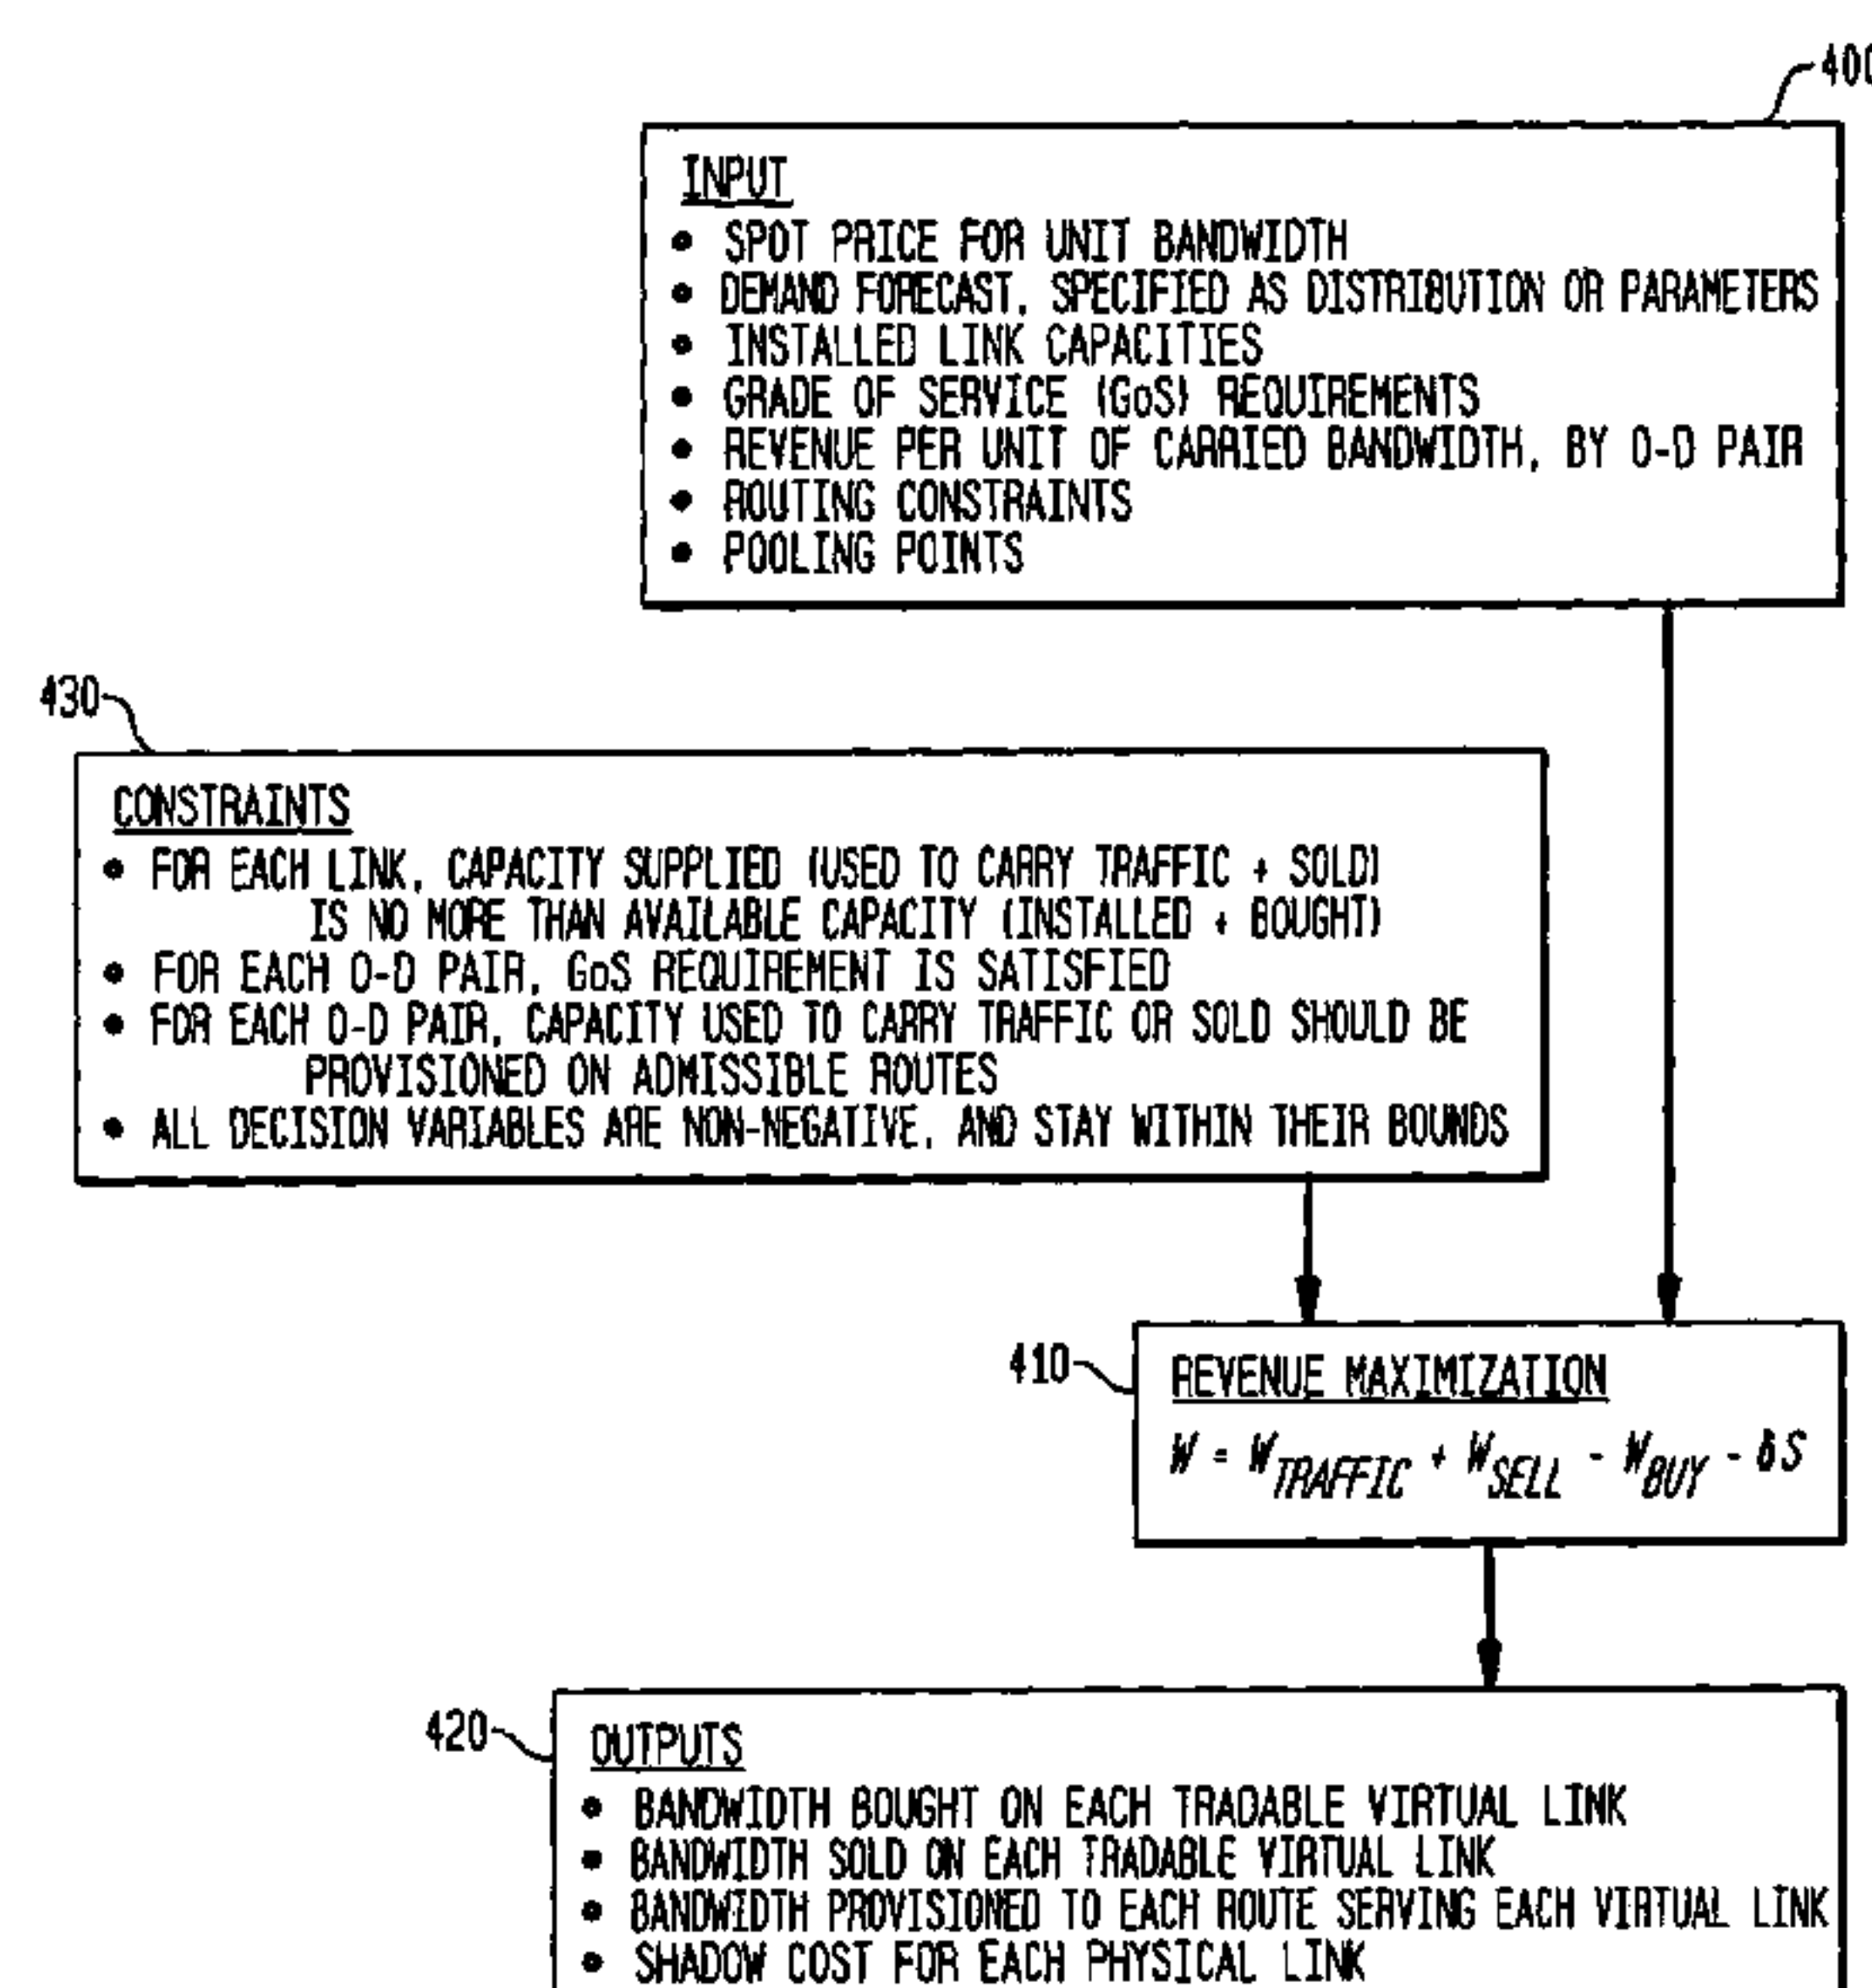 400
INPUT
• SPOT PRICE FOR UNIT BANDWIDTH
• DEMAND FORECAST, SPECIFIED AS DISTRIBUTION OR PARAMETERS
• INSTALLED LINK CAPACITIES
• GRADE OF SERVICE (GoS) REQUIREMENTS
• REVENUE PER UNIT OF CARRIED BANDWIDTH, BY O-D PAIR
• ROUTING CONSTRAINTS
• POOLING POINTS
430
CONSTRAINTS
• FOR EACH LINK, CAPACITY SUPPLIED (USED TO CARRY TRAFFIC + SOLD)
IS NO MORE THAN AVAILABLE CAPACITY (INSTALLED + BOUGHT)
• FOR EACH O-D PAIR, GoS REQUIREMENT IS SATISFIED
• FOR EACH O-D PAIR, CAPACITY USED TO CARRY TRAFFIC OR SOLD SHOULD BE
PROVISIONED ON ADMISSIBLE ROUTES
• ALL DECISION VARIABLES ARE NON-NEGATIVE, AND STAY WITHIN THEIR BOUNDS
410
REVENUE MAXIMIZATION
W = W TRAFFIC + W SELL - W BUY - δS
420
OUTPUTS
• BANDWIDTH BOUGHT ON EACH TRADABLE VIRTUAL LINK
• BANDWIDTH SOLD ON EACH TRADABLE VIRTUAL LINK
• BANDWIDTH PROVISIONED TO EACH ROUTE SERVING EACH VIRTUAL LINK
• SHADOW COST FOR EACH PHYSICAL LINK